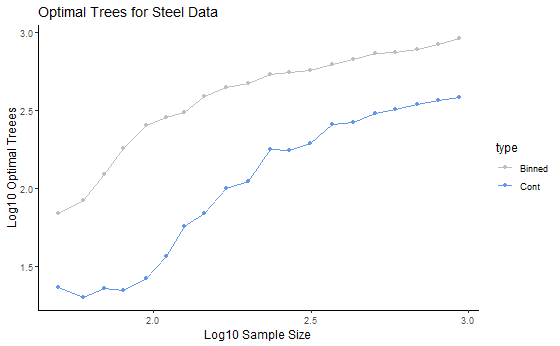 Optimal Trees for Steel Data
Log10 Optimal Treees
3.0
2.5
2.0
1.5
2.0
2.5
3.0
Log10 Sample Size
type
Binned
Cont